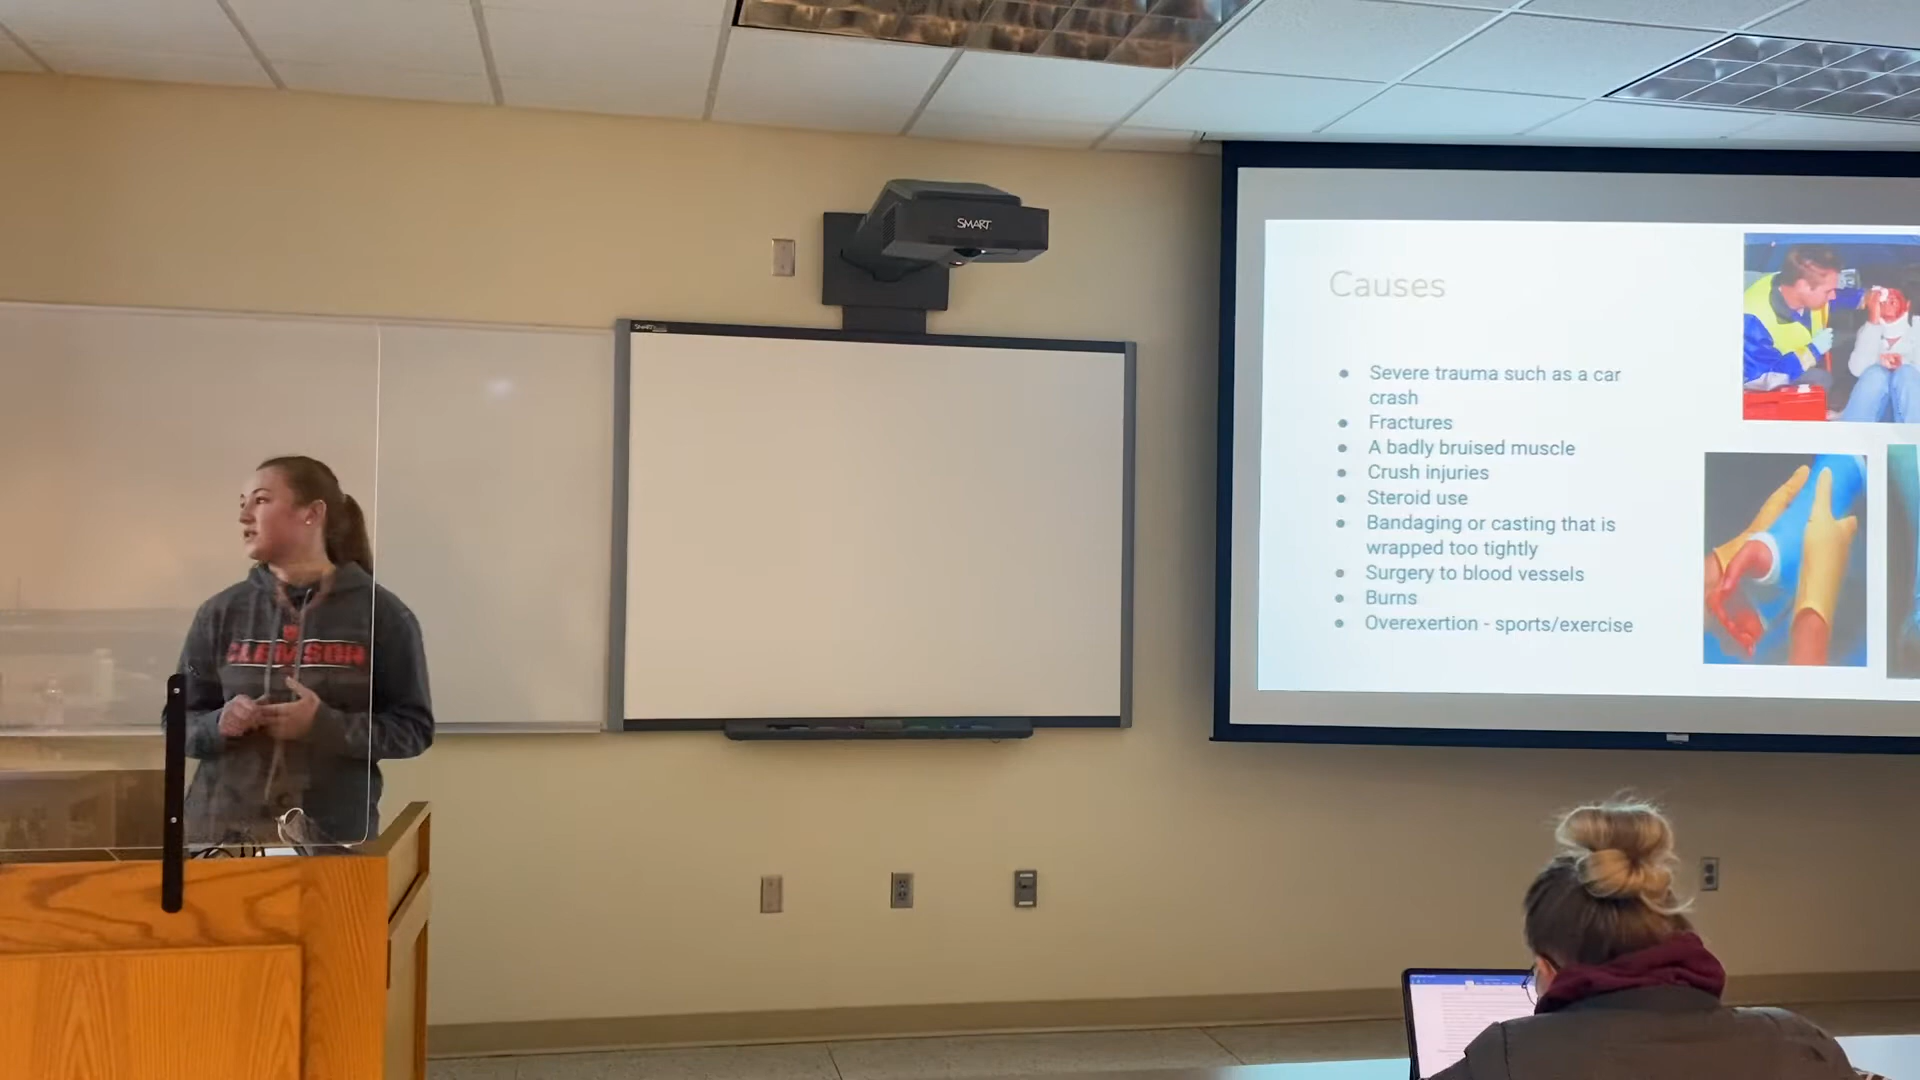 SMART
SMART
CLEMSON
Causes
● Severe trauma such as a car
crash
● Fractures
● A badly bruised muscle
● Crush injuries
● Steroid use
● Bandaging or casting that is
wrapped too tightly
● Surgery to blood vessels
● Burns
● Overexertion - sports/exercise